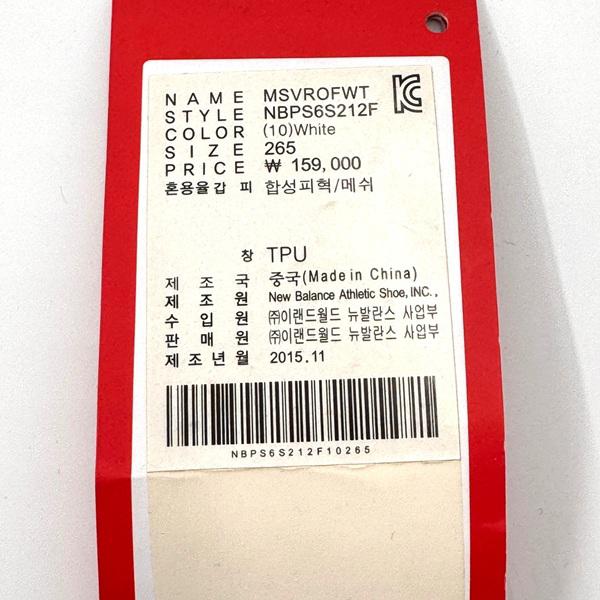 NAME MSVROFWT
STYLE NBPS6S212F
COLOR (10)White
SIZE 265
PRICE ₩ 159,000
혼용율갑 피 합성피혁/메쉬
창 TPU
제 조 국 중국(Made in China)
제 조 원 New Balance Athletic Shoe, INC.,
수 입 원 ㈜이랜드월드 뉴발란스 사업부
판 매 원 ㈜이랜드월드 뉴발란스 사업부
제 조 년 월 2015.11
NBPS6S212F10265